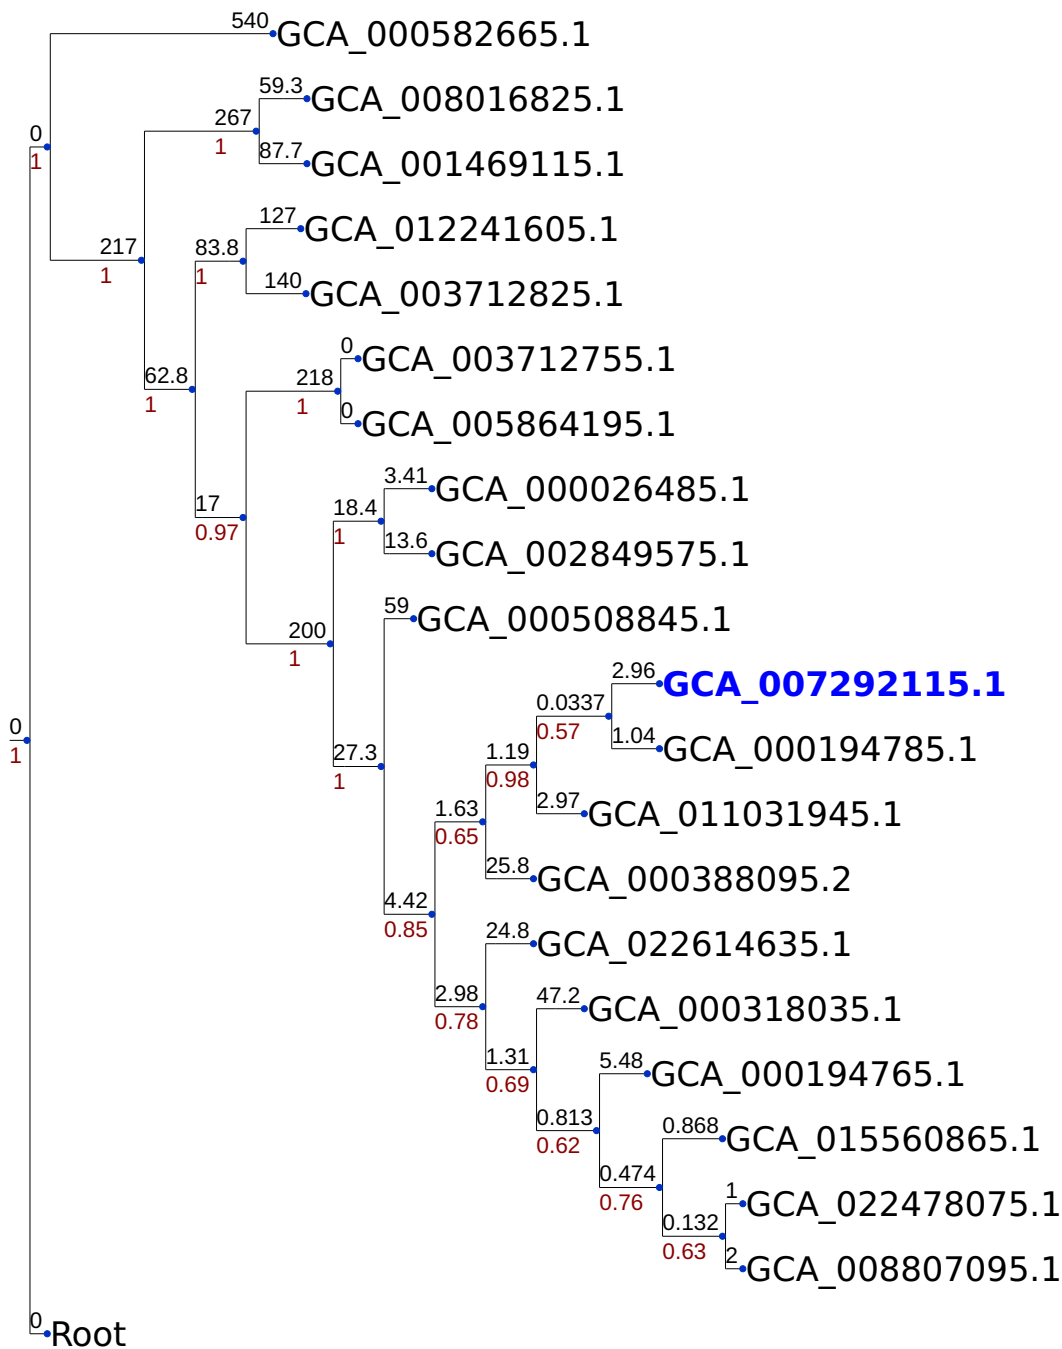 540 GCA_000582665.1
59.3 GCA_008016825.1
267
0
1
1
87.7 GCA_001469115.1
127 GCA_012241605.1
217
83.8
1
1
140 GCA_003712825.1
0 GCA_003712755.1
62.8
218
1
1
0 GCA_005864195.1
3.41 GCA_000026485.1
17
18.4
0.97
1
13.6 GCA_002849575.1
59 GCA_000508845.1
200
1
2.96 GCA_007292115.1
0.0337
0.57
1.04 GCA_000194785.1
0
1
27.3
1
1.19
0.98
2.97 GCA_011031945.1
1.63
0.65
25.8 GCA_000388095.2
4.42
0.85
24.8 GCA_022614635.1
2.98
0.78
47.2 GCA_000318035.1
1.31
0.69
5.48 GCA_000194765.1
0.813
0.62
0.868 GCA_015560865.1
0.474
0.76
1 GCA_022478075.1
0.132
0.63
2 GCA_008807095.1
0 Root